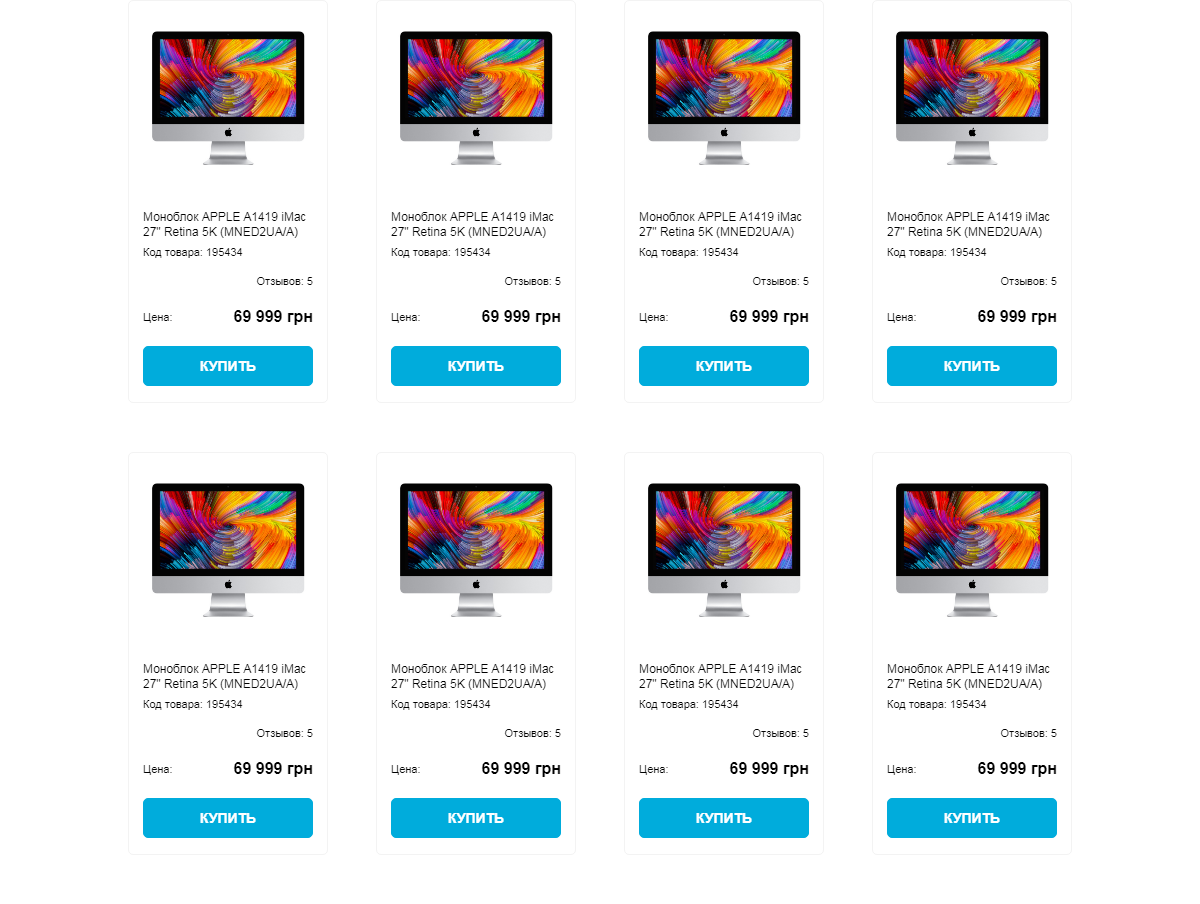 Моноблок APPLE A1419 iMac
27" Retina 5K (MNED2UA/A)
Код товара: 195434
Отзывов: 5
Цена: 69 999 грн
КУПИТЬ
Моноблок APPLE A1419 iMac
27" Retina 5K (MNED2UA/A)
Код товара: 195434
Отзывов: 5
Цена: 69 999 грн
КУПИТЬ
Моноблок APPLE A1419 iMac
27" Retina 5K (MNED2UA/A)
Код товара: 195434
Отзывов: 5
Цена: 69 999 грн
КУПИТЬ
Моноблок APPLE A1419 iMac
27" Retina 5K (MNED2UA/A)
Код товара: 195434
Отзывов: 5
Цена: 69 999 грн
КУПИТЬ
Моноблок APPLE A1419 iMac
27" Retina 5K (MNED2UA/A)
Код товара: 195434
Отзывов: 5
Цена: 69 999 грн
КУПИТЬ
Моноблок APPLE A1419 iMac
27" Retina 5K (MNED2UA/A)
Код товара: 195434
Отзывов: 5
Цена: 69 999 грн
КУПИТЬ
Моноблок APPLE A1419 iMac
27" Retina 5K (MNED2UA/A)
Код товара: 195434
Отзывов: 5
Цена: 69 999 грн
КУПИТЬ
Моноблок APPLE A1419 iMac
27" Retina 5K (MNED2UA/A)
Код товара: 195434
Отзывов: 5
Цена: 69 999 грн
КУПИТЬ